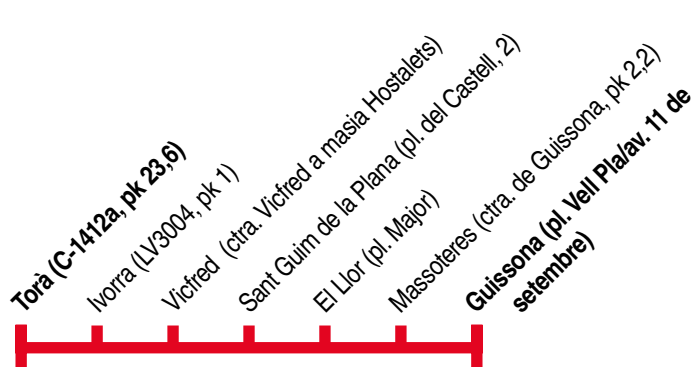 Torà (C-1412a, pk 23,6)
Ivorra (LV3004, pk 1)
Vicfred (ctra. Vicfred a masia Hostalets)
Sant Guim de la Plana (pl. del Castell, 2)
El Llor (pl. Major)
Massoteres (ctra. de Guissona, pk 2,2)
Guissona (pl. Vell Pla/av. 11 de
setembre)